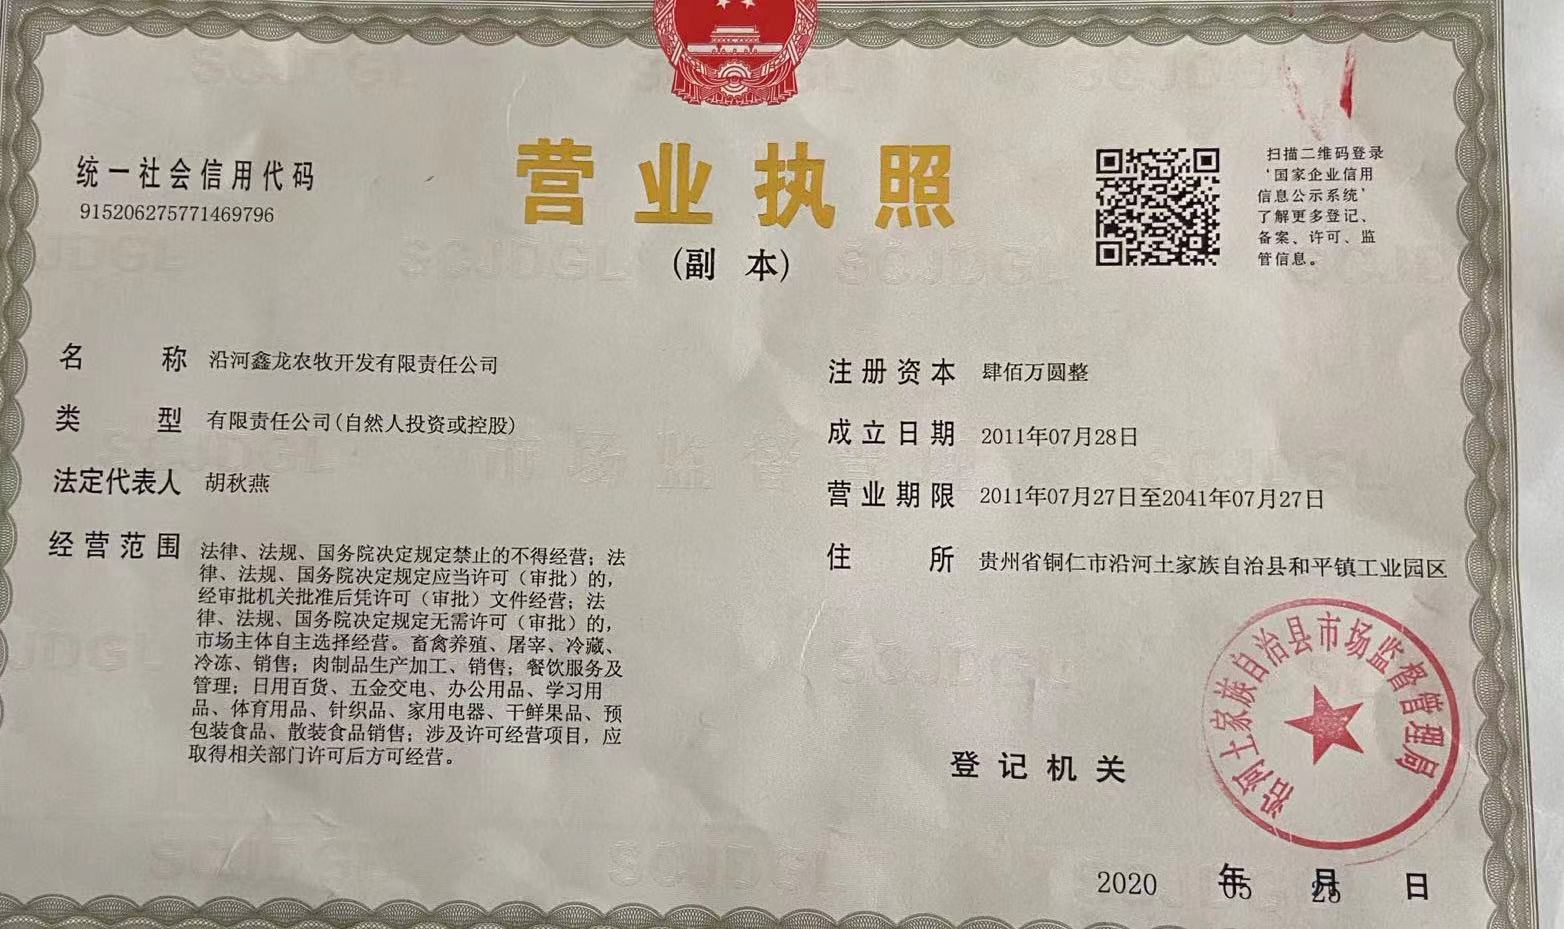 统一社会信用代码
915206275771469796
营业执照
(副 本)
扫描二维码登录
‘国家企业信用
信息公示系统’
了解更多登记、
备案、许可、监
管信息。
名称 沿河鑫龙农牧开发有限责任公司
类型 有限责任公司(自然人投资或控股)
法定代表人 胡秋燕
经营范围 法律、法规、国务院决定规定禁止的不得经营；法
律、法规、国务院决定规定应当许可（审批）的，
经审批机关批准后凭许可（审批）文件经营；法
律、法规、国务院决定规定无需许可（审批）的，
市场主体自主选择经营。畜禽养殖、屠宰、冷藏、
冷冻、销售；肉制品生产加工、销售；餐饮服务及
管理；日用百货、五金交电、办公用品、学习用
品、体育用品、针织品、家用电器、干鲜果品、预
包装食品、散装食品销售；涉及许可经营项目，应
取得相关部门许可后方可经营。
注册资本 肆佰万圆整
成立日期 2011年07月28日
营业期限 2011年07月27日至2041年07月27日
住所 贵州省铜仁市沿河土家族自治县和平镇工业园区
登记机关
沿河土家族自治县市场监督管理局
2020 年 05 月 25 日